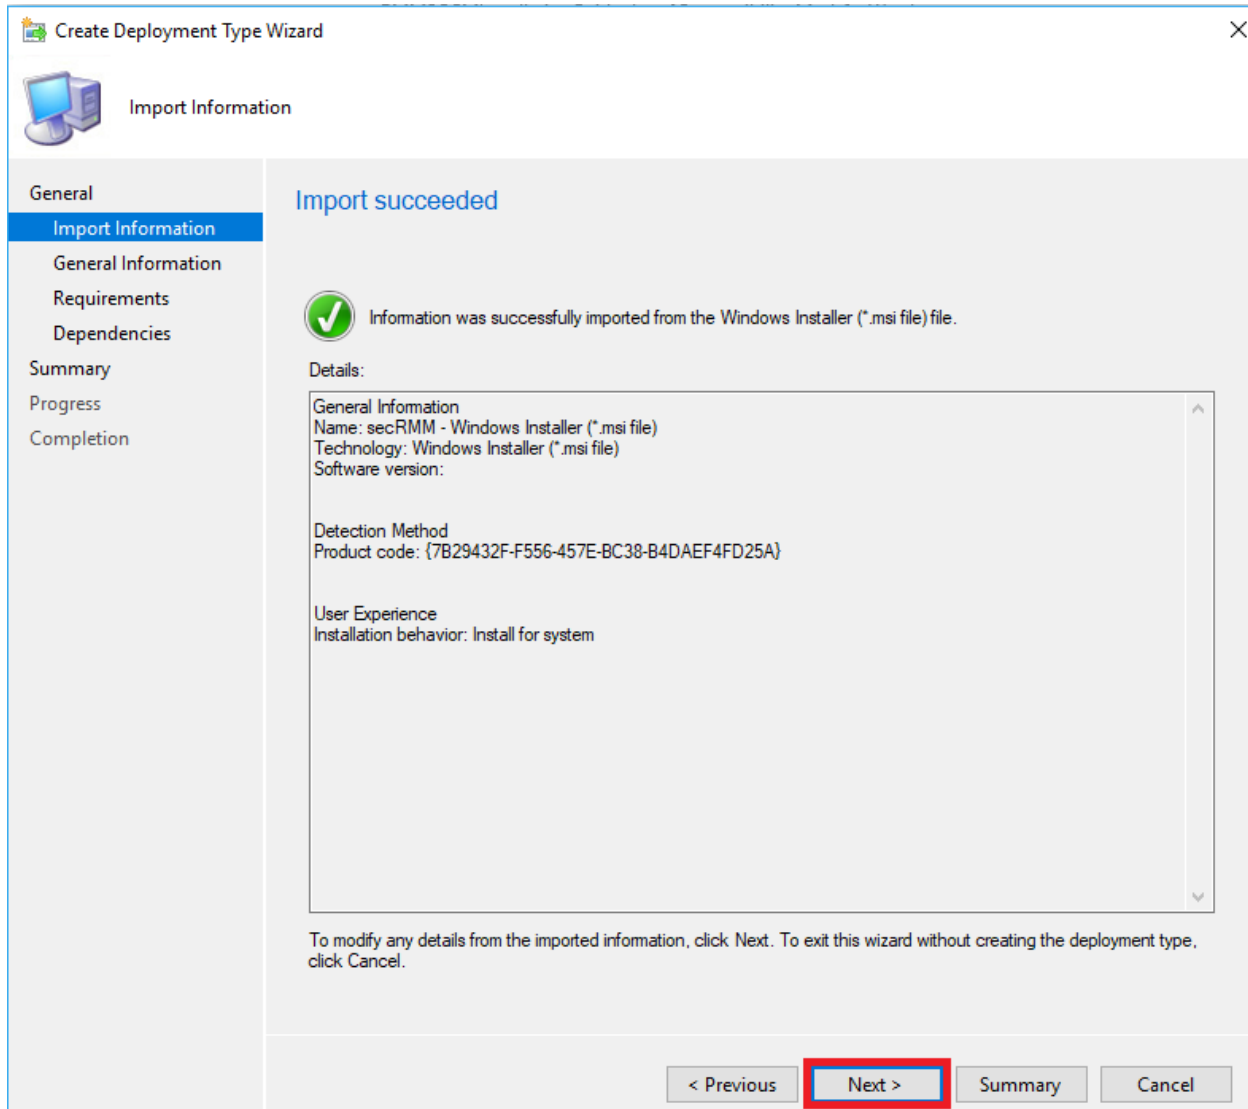 Create Deployment Type Wizard
Import Information
General
Import Information
General Information
Requirements
Dependencies
Summary
Progress
Completion
Import succeeded
Information was successfully imported from the Windows Installer (*.msi file) file.
Details:
General Information
Name: secRMM - Windows Installer (*.msi file)
Technology: Windows Installer (*.msi file)
Software version:
Detection Method
Product code: {7B29432F-F556-457E-BC38-B4DAEF4FD25A}
User Experience
Installation behavior: Install for system
To modify any details from the imported information, click Next. To exit this wizard without creating the deployment type,
click Cancel.
< Previous
Next >
Summary
Cancel